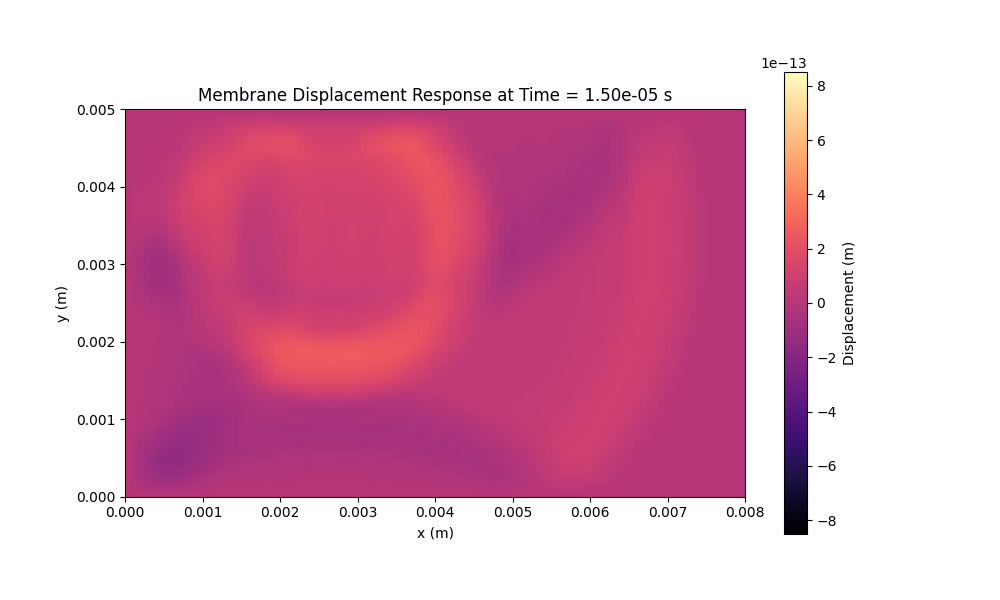 1e−13
Membrane Displacement Response at Time = 1.50e-05 s
0.005
0.004
0.003
0.002
0.001
0.000
y (m)
0.000 0.001 0.002 0.003 0.004 0.005 0.006 0.007 0.008
x (m)
8
6
4
2
0
−2
−4
−6
−8
Displacement (m)